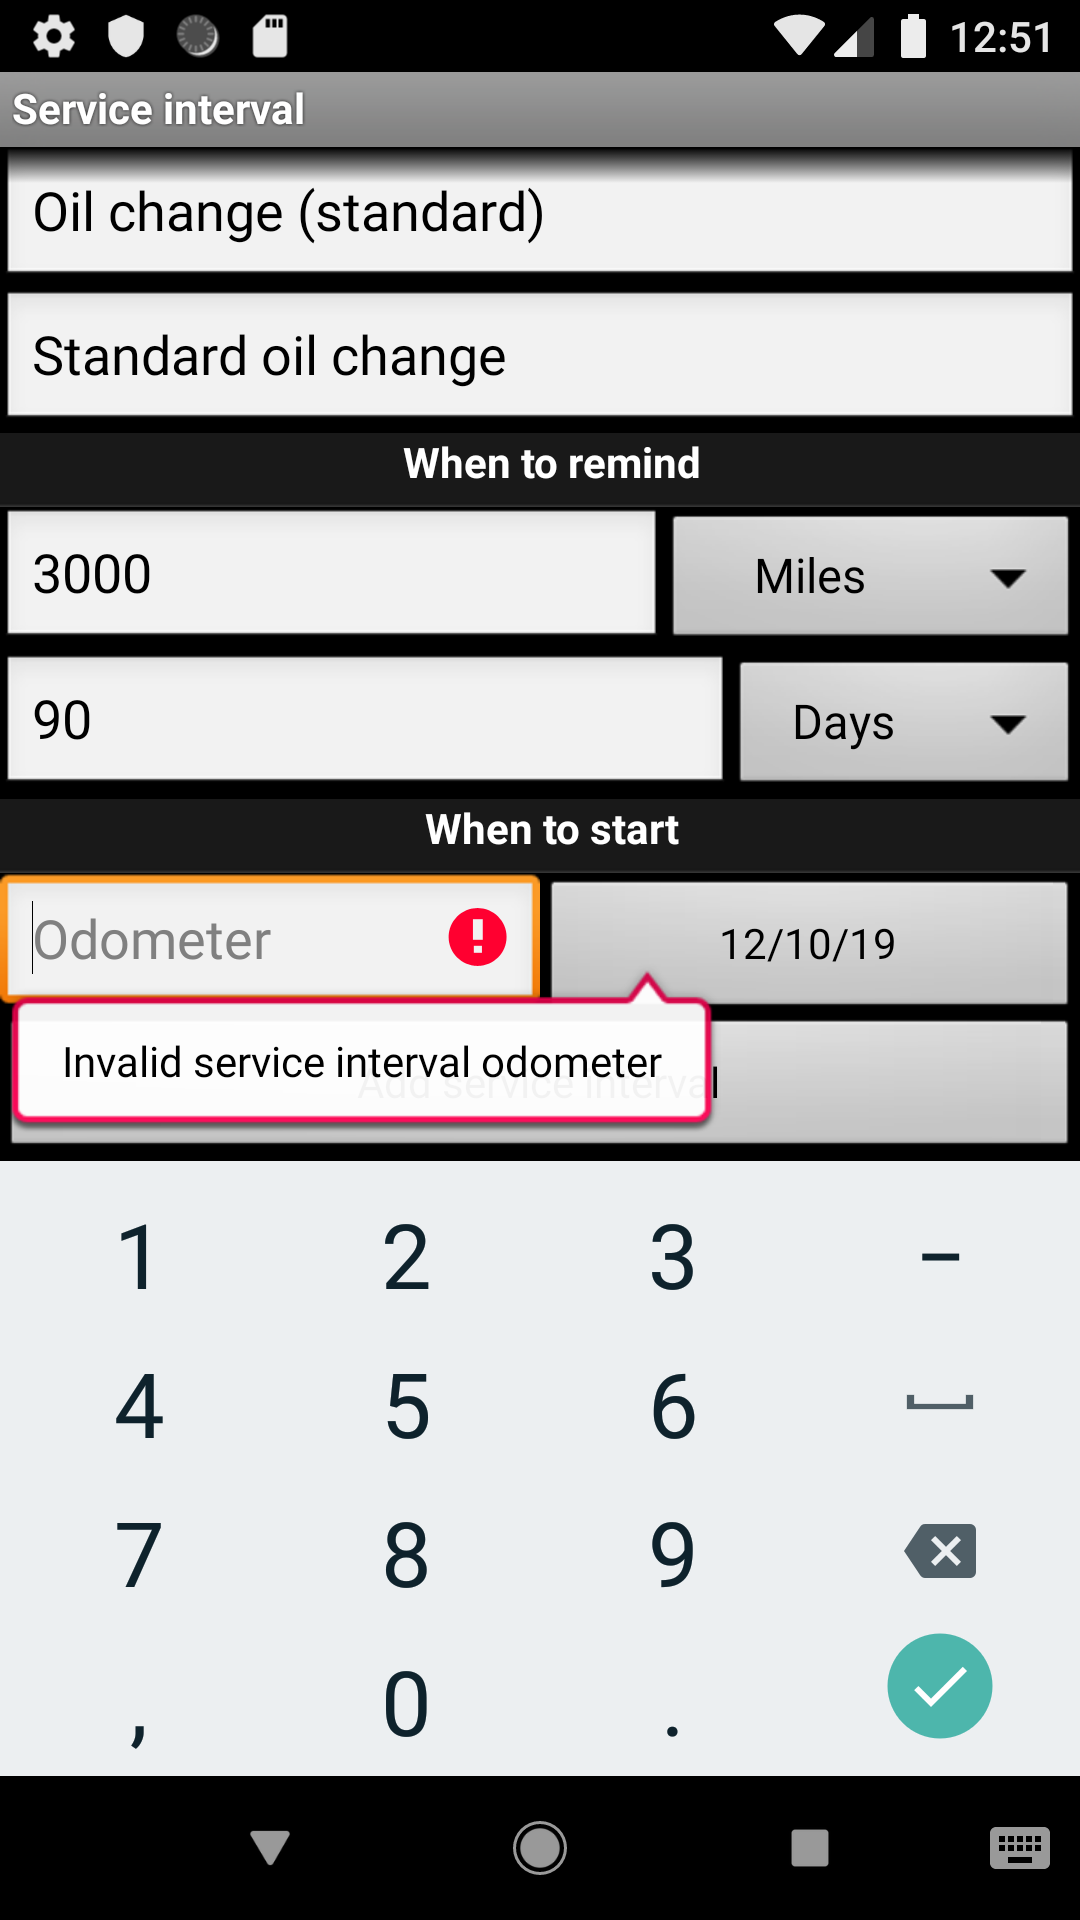 12:51
Service interval
Oil change (standard)
Standard oil change
When to remind
3000
Miles
90
Days
When to start
Odometer
12/10/19
Invalid service interval odometer
Add service interval
1 2 3 –
4 5 6
7 8 9
, 0 .